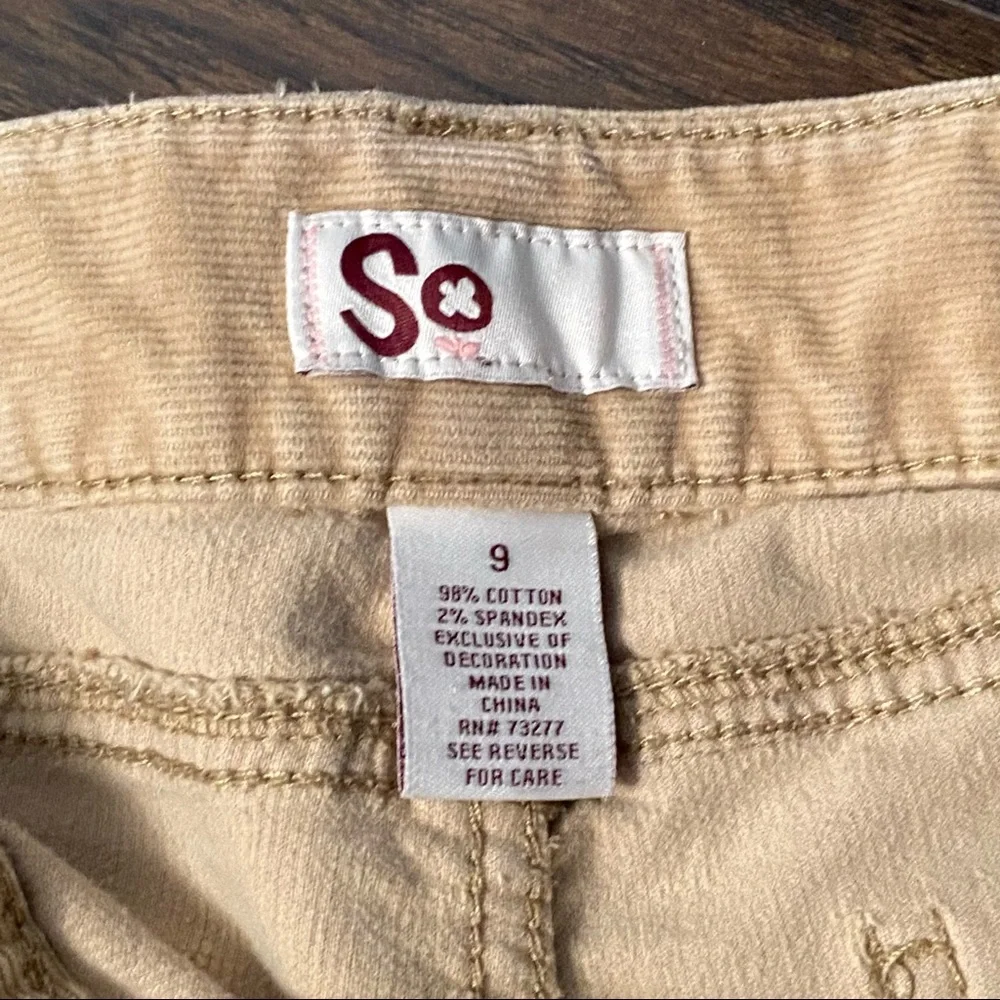 So
9
98% COTTON
2% SPANDEX
EXCLUSIVE OF
DECORATION
MADE IN
CHINA
RN# 73277
SEE REVERSE
FOR CARE